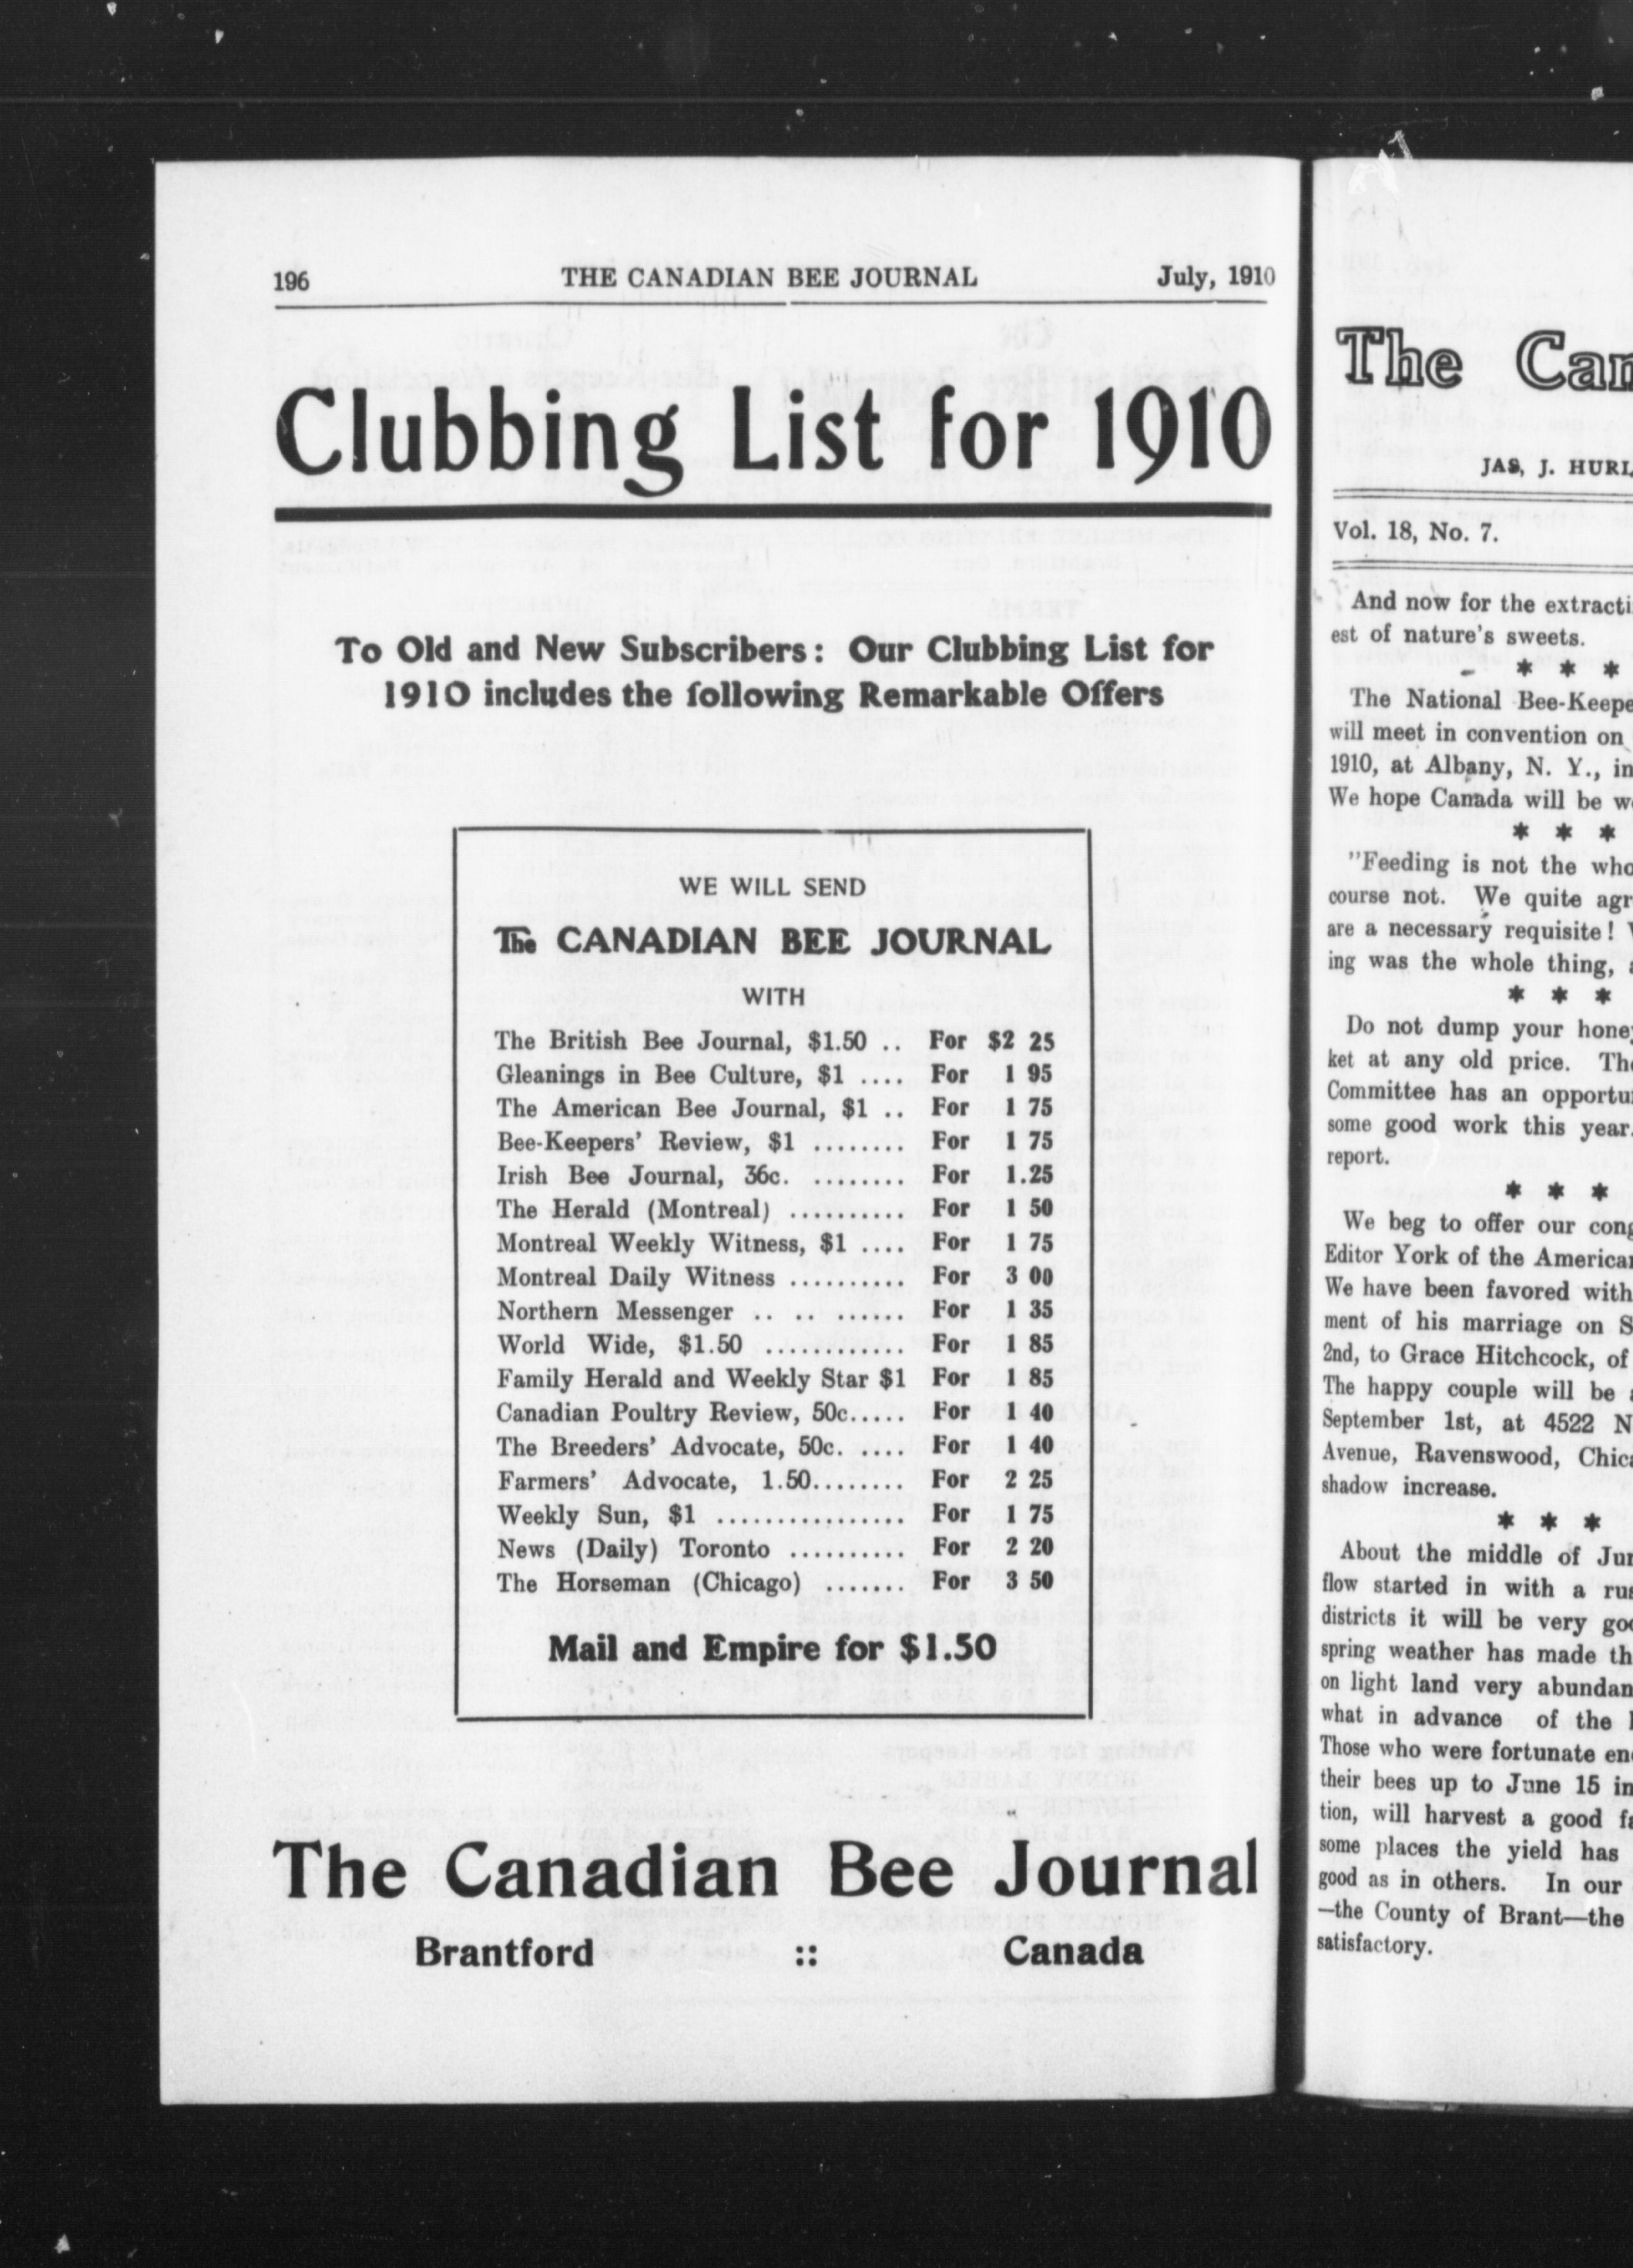 196 THE CANADIAN BEE JOURNAL July, 1910
Clubbing List for 1910
To Old and New Subscribers: Our Clubbing List for
1910 includes the following Remarkable Offers
WE WILL SEND
The CANADIAN BEE JOURNAL
WITH
The British Bee Journal, $1.50 .. For $2 25
Gleanings in Bee Culture, $1 .... For 1 95
The American Bee Journal, $1 .. For 1 75
Bee-Keepers' Review, $1 ........ For 1 75
Irish Bee Journal, 36c. ........ For 1.25
The Herald (Montreal) .......... For 1 50
Montreal Weekly Witness, $1 .... For 1 75
Montreal Daily Witness .......... For 3 00
Northern Messenger .. .. ...... For 1 35
World Wide, $1.50 ............ For 1 85
Family Herald and Weekly Star $1 For 1 85
Canadian Poultry Review, 50c..... For 1 40
The Breeders' Advocate, 50c. ..... For 1 40
Farmers' Advocate, 1.50........ For 2 25
Weekly Sun, $1 ................ For 1 75
News (Daily) Toronto .......... For 2 20
The Horseman (Chicago) ....... For 3 50
Mail and Empire for $1.50
The Canadian Bee Journal
Brantford :: Canada
The Can
JAS, J. HURL
Vol. 18, No. 7.
And now for the extracti
est of nature's sweets.
* * *
The National Bee-Keepe
will meet in convention on
1910, at Albany, N. Y., in
We hope Canada will be we
* * *
"Feeding is not the who
course not. We quite agr
are a necessary requisite! W
ing was the whole thing, a
* * *
Do not dump your honey
ket at any old price. The
Committee has an opportun
some good work this year.
report.
* * *
We beg to offer our cong
Editor York of the American
We have been favored with
ment of his marriage on S
2nd, to Grace Hitchcock, of
The happy couple will be a
September 1st, at 4522 N
Avenue, Ravenswood, Chica
shadow increase.
* * *
About the middle of Jun
flow started in with a rus
districts it will be very goo
spring weather has made th
on light land very abundan
what in advance of the
Those who were fortunate eno
their bees up to June 15 in
tion, will harvest a good fa
some places the yield has
good as in others. In our
—the County of Brant—the
satisfactory.